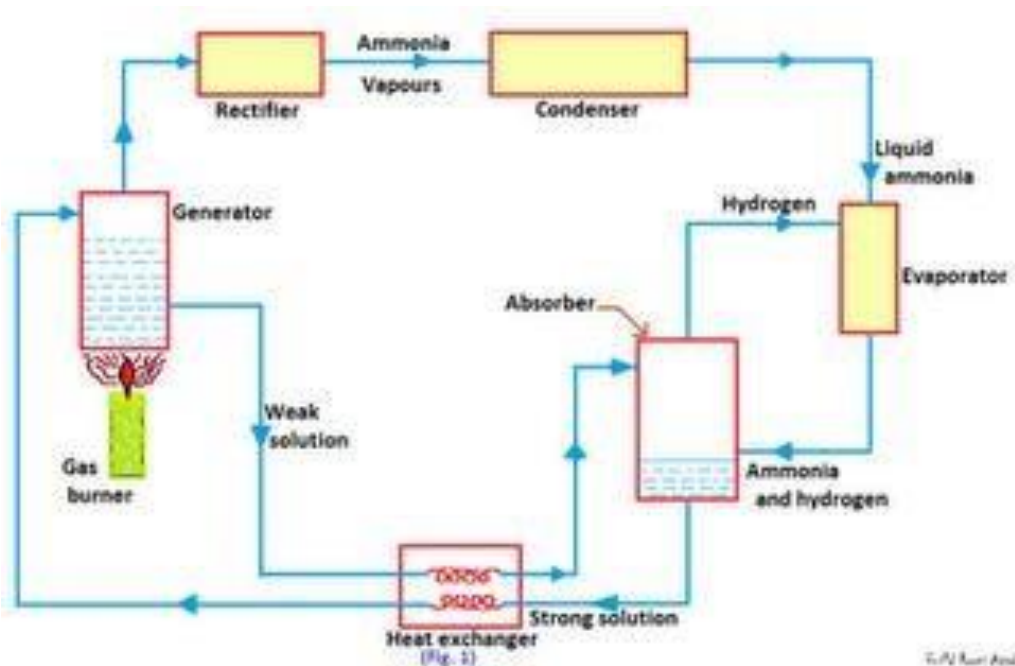 Ammonia
Vapours
Rectifier
Condenser
Liquid
ammonia
Generator
Hydrogen
Evaporator
Absorber
Weak
solution
Gas
burner
Ammonia
and hydrogen
Strong solution
Heat exchanger
(Fig. 1)